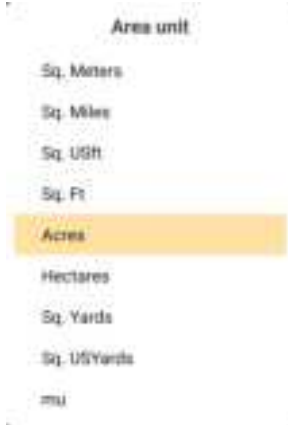 Area unit
Sq. Meters
Sq. Miles
Sq. USft
Sq. Ft
Acres
Hectares
Sq. Yards
Sq. USYards
mu